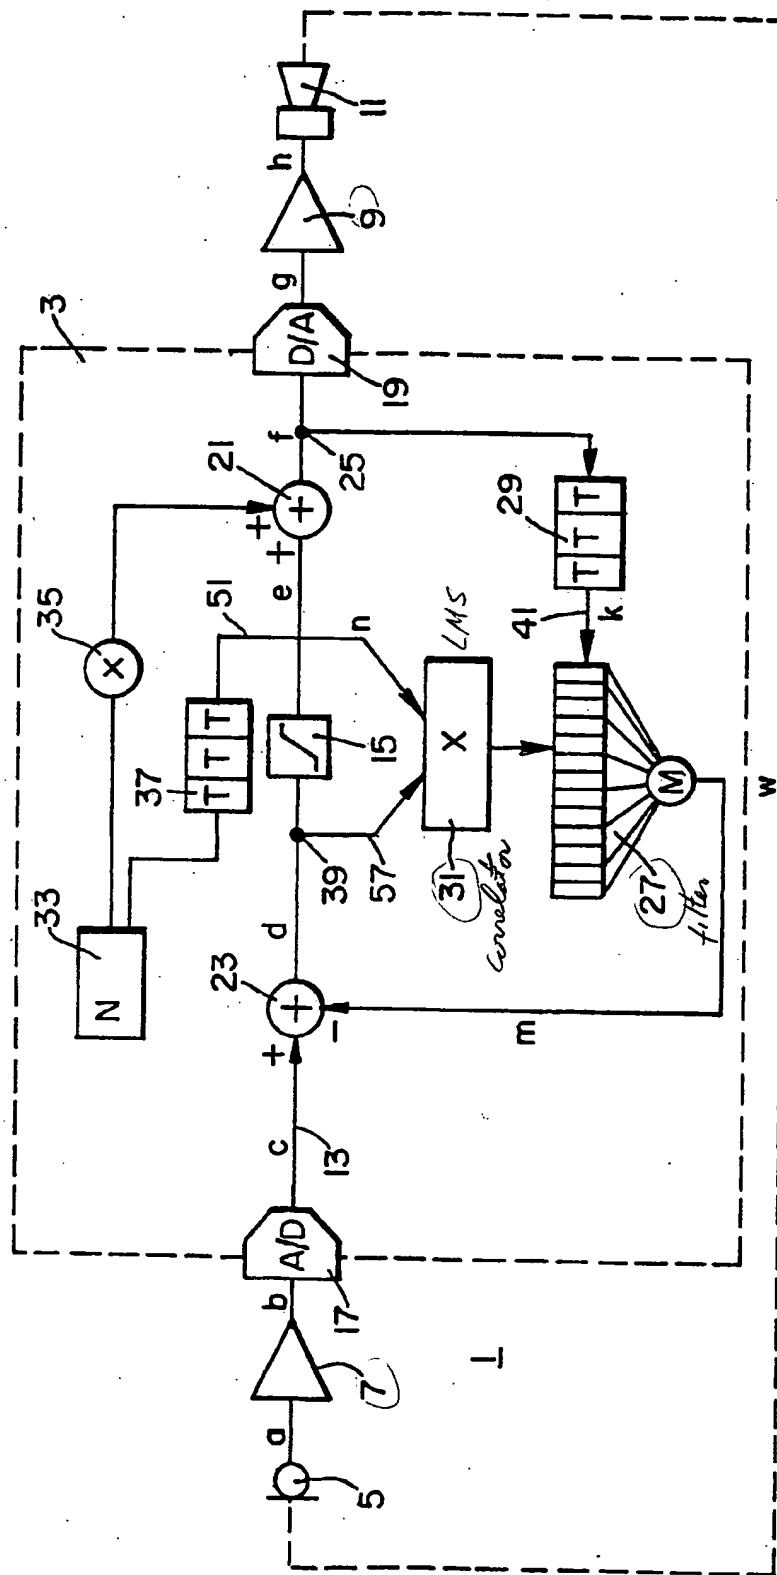 3
33
N
35
X
37
T T T
51
21
+
+
+
e
f
25
D/A
19
g
9
h
11
a
5
7
b
A/D
17
c
13
+
+
-
23
d
39
15
n
57
X
LMS
31
correlator
29
T T T
41
k
M
27
filter
m
w
1